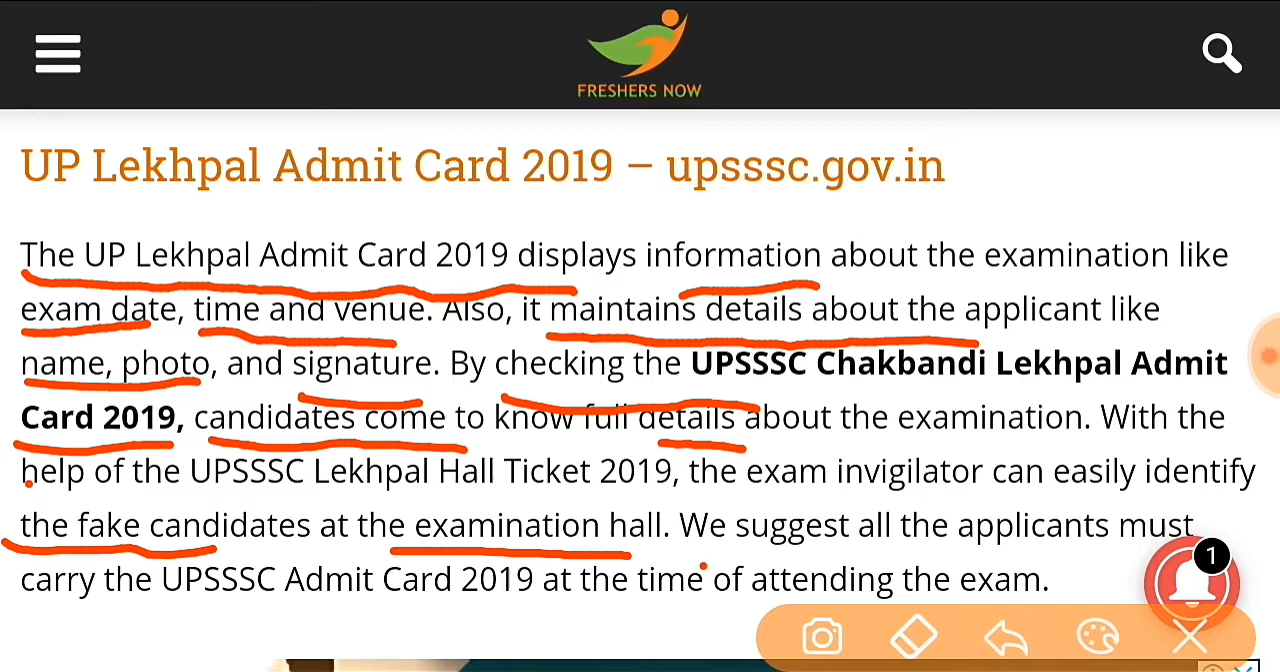 FRESHERS NOW
UP Lekhpal Admit Card 2019 – upsssc.gov.in
The UP Lekhpal Admit Card 2019 displays information about the examination like
exam date, time and venue. Also, it maintains details about the applicant like
name, photo, and signature. By checking the UPSSSC Chakbandi Lekhpal Admit
Card 2019, candidates come to know full details about the examination. With the
help of the UPSSSC Lekhpal Hall Ticket 2019, the exam invigilator can easily identify
the fake candidates at the examination hall. We suggest all the applicants must
carry the UPSSSC Admit Card 2019 at the time of attending the exam.
1